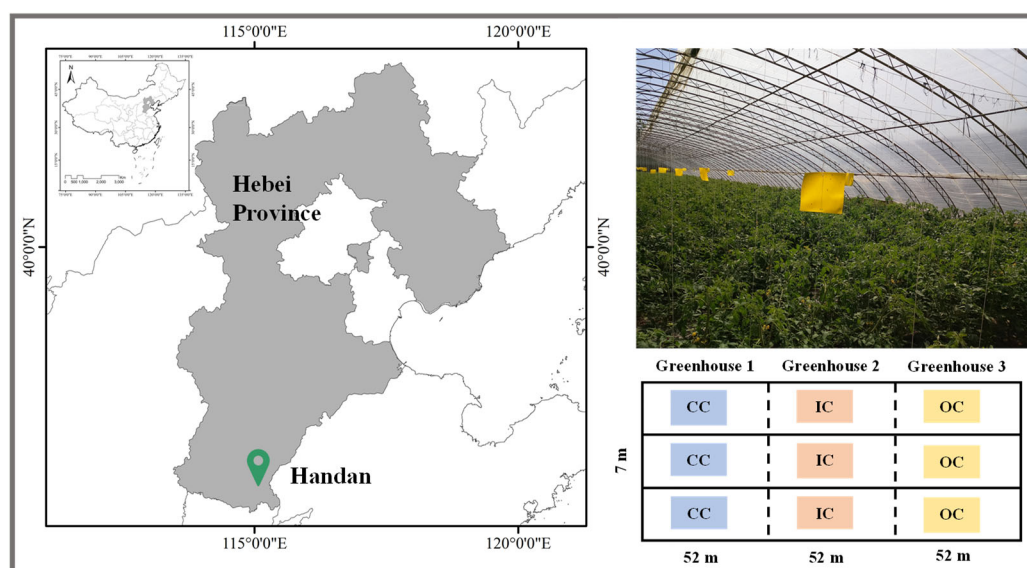 115°0'0"E
120°0'0"E
N
Hebei
Province
40°0'0"N
40°0'0"N
Handan
115°0'0"E
120°0'0"E
Greenhouse 1
Greenhouse 2
Greenhouse 3
CC
IC
OC
CC
IC
OC
7 m
CC
IC
OC
52 m
52 m
52 m